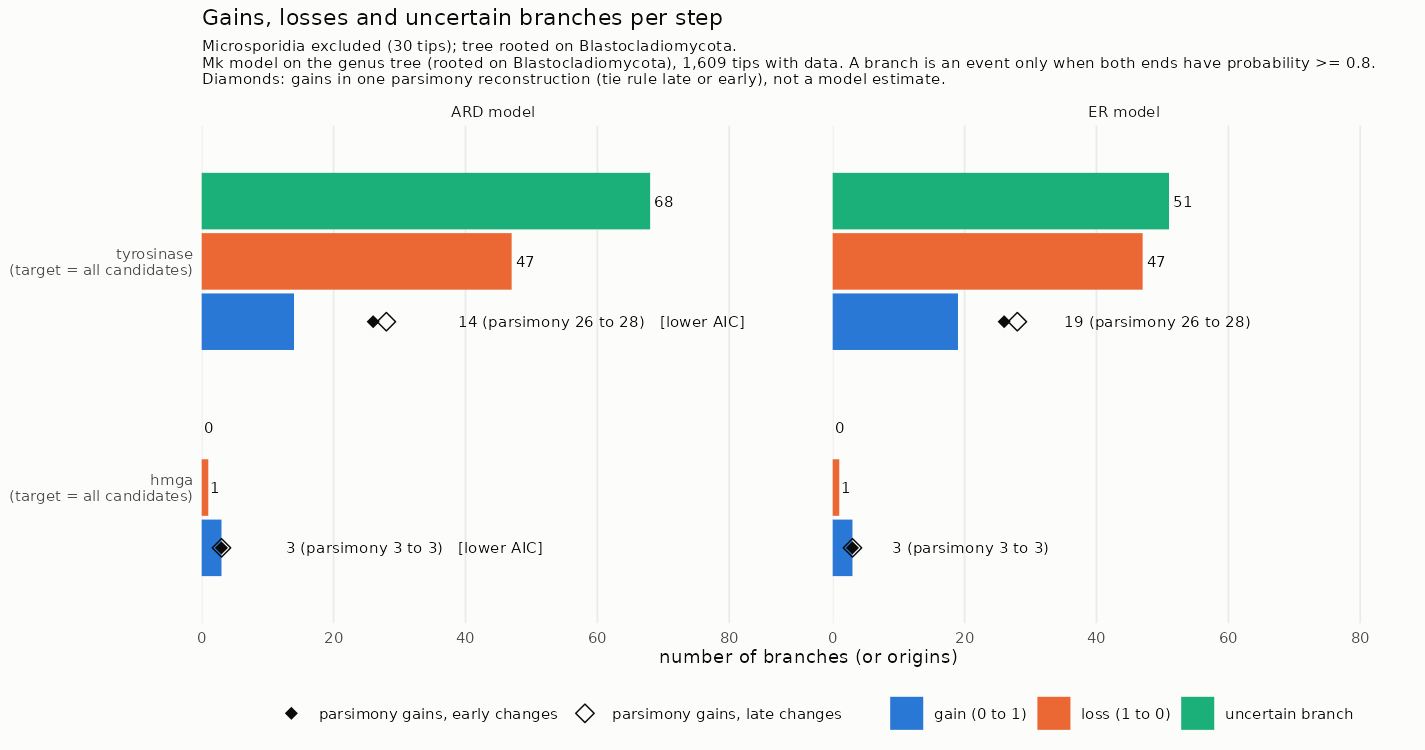 Gains, losses and uncertain branches per step
Microsporidia excluded (30 tips); tree rooted on Blastocladiomycota.
Mk model on the genus tree (rooted on Blastocladiomycota), 1,609 tips with data. A branch is an event only when both ends have probability >= 0.8.
Diamonds: gains in one parsimony reconstruction (tie rule late or early), not a model estimate.
ARD model
ER model
tyrosinase
(target = all candidates)
68
47
14 (parsimony 26 to 28)   [lower AIC]
51
47
19 (parsimony 26 to 28)
hmga
(target = all candidates)
0
1
3 (parsimony 3 to 3)   [lower AIC]
0
1
3 (parsimony 3 to 3)
0 20 40 60 80
0 20 40 60 80
number of branches (or origins)
parsimony gains, early changes
parsimony gains, late changes
gain (0 to 1)
loss (1 to 0)
uncertain branch